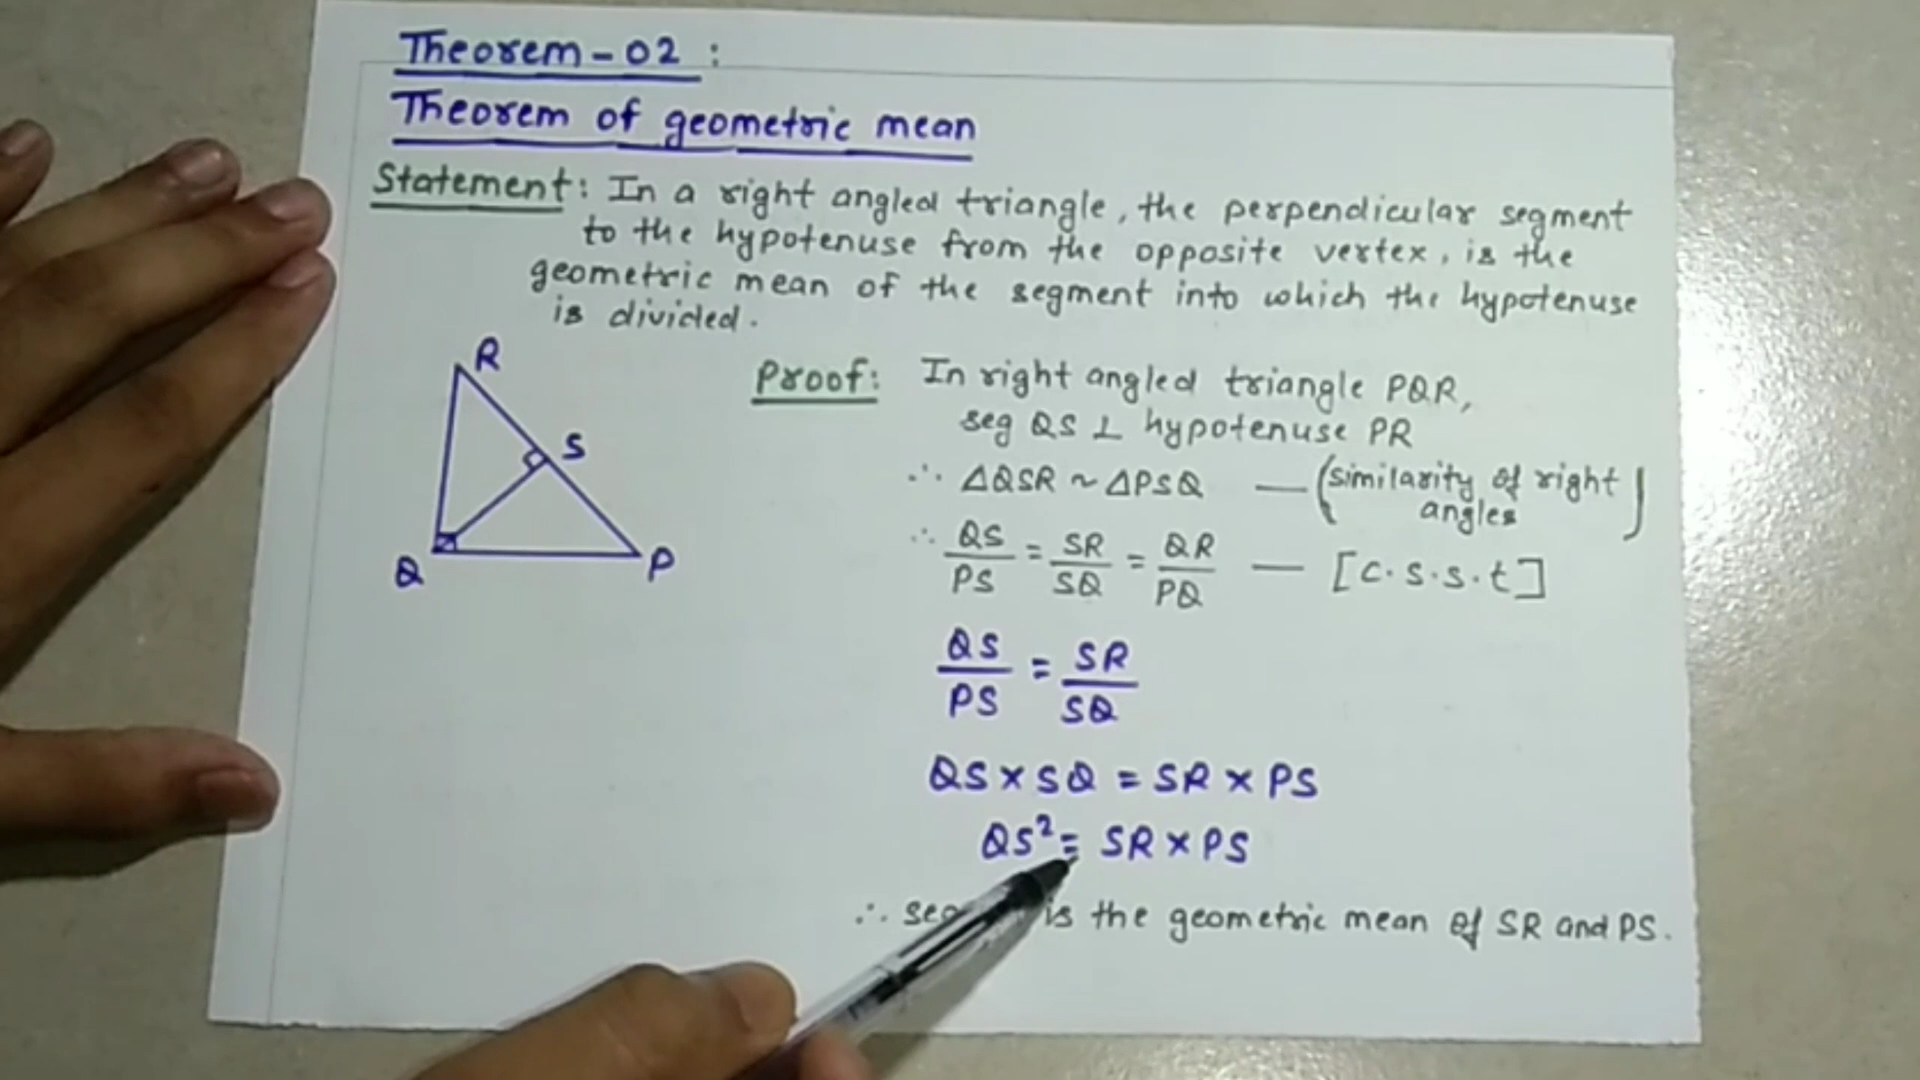 Theorem - 02 :
Theorem of geometric mean
Statement: In a right angled triangle, the perpendicular segment
to the hypotenuse from the opposite vertex, is the
geometric mean of the segment into which the hypotenuse
is divided.
R
S
Q
P
Proof: In right angled triangle PQR,
seg QS ⊥ hypotenuse PR
∴ △QSR ~ △PSQ — (similarity of right
angles)
∴ QS/PS = SR/SQ = QR/PQ — [c.s.s.t]
QS/PS = SR/SQ
QS × SQ = SR × PS
QS² = SR × PS
∴ seg is the geometric mean of SR and PS.